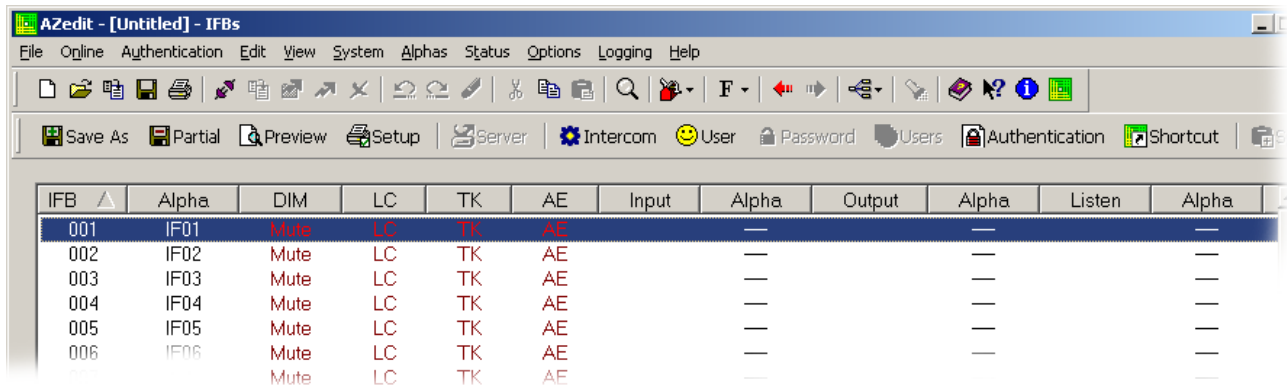 AZedit - [Untitled] - IFBs
File Online Authentication Edit View System Alphas Status Options Logging Help
F
Save As Partial Preview Setup Server Intercom User Password Users Authentication Shortcut
IFB Alpha DIM LC TK AE Input Alpha Output Alpha Listen Alpha
001 IF01 Mute LC TK AE — — —
002 IF02 Mute LC TK AE — — —
003 IF03 Mute LC TK AE — — —
004 IF04 Mute LC TK AE — — —
005 IF05 Mute LC TK AE — — —
006 IF06 Mute LC TK AE — — —
Mute LC TK AE — —